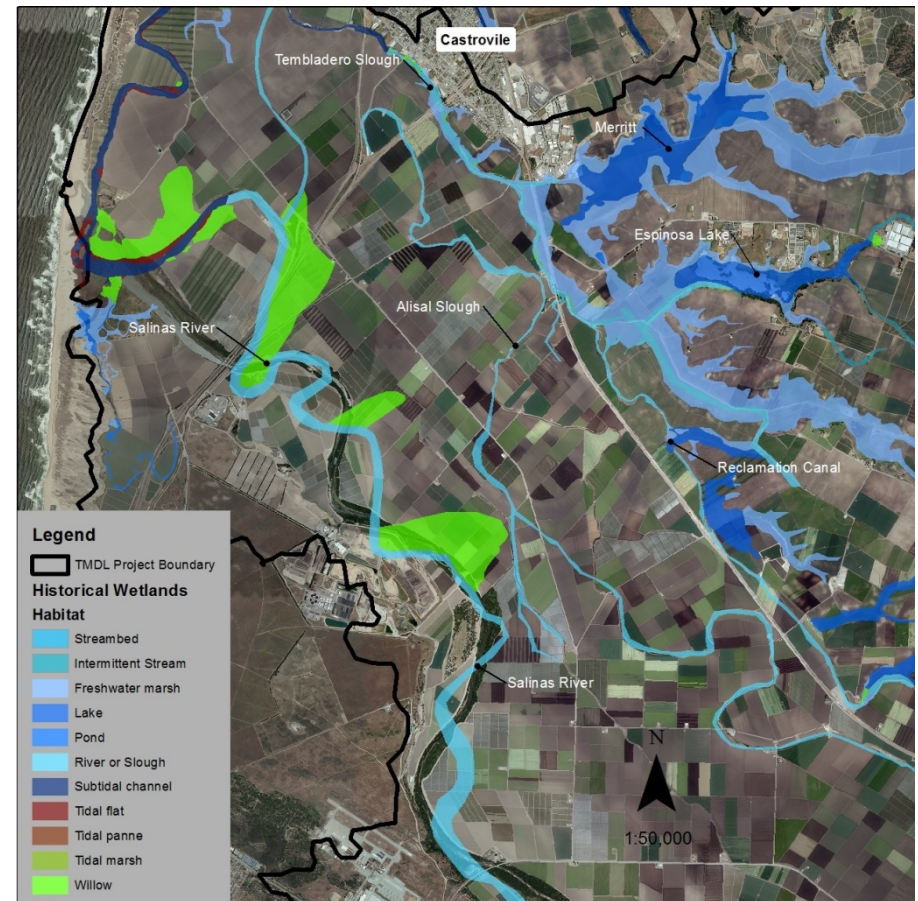 Castrovile
Tembladero Slough
Merritt
Espinosa Lake
Alisal Slough
Salinas River
Reclamation Canal
Salinas River
N
1:50,000
Legend
TMDL Project Boundary
Historical Wetlands
Habitat
Streambed
Intermittent Stream
Freshwater marsh
Lake
Pond
River or Slough
Subtidal channel
Tidal flat
Tidal panne
Tidal marsh
Willow